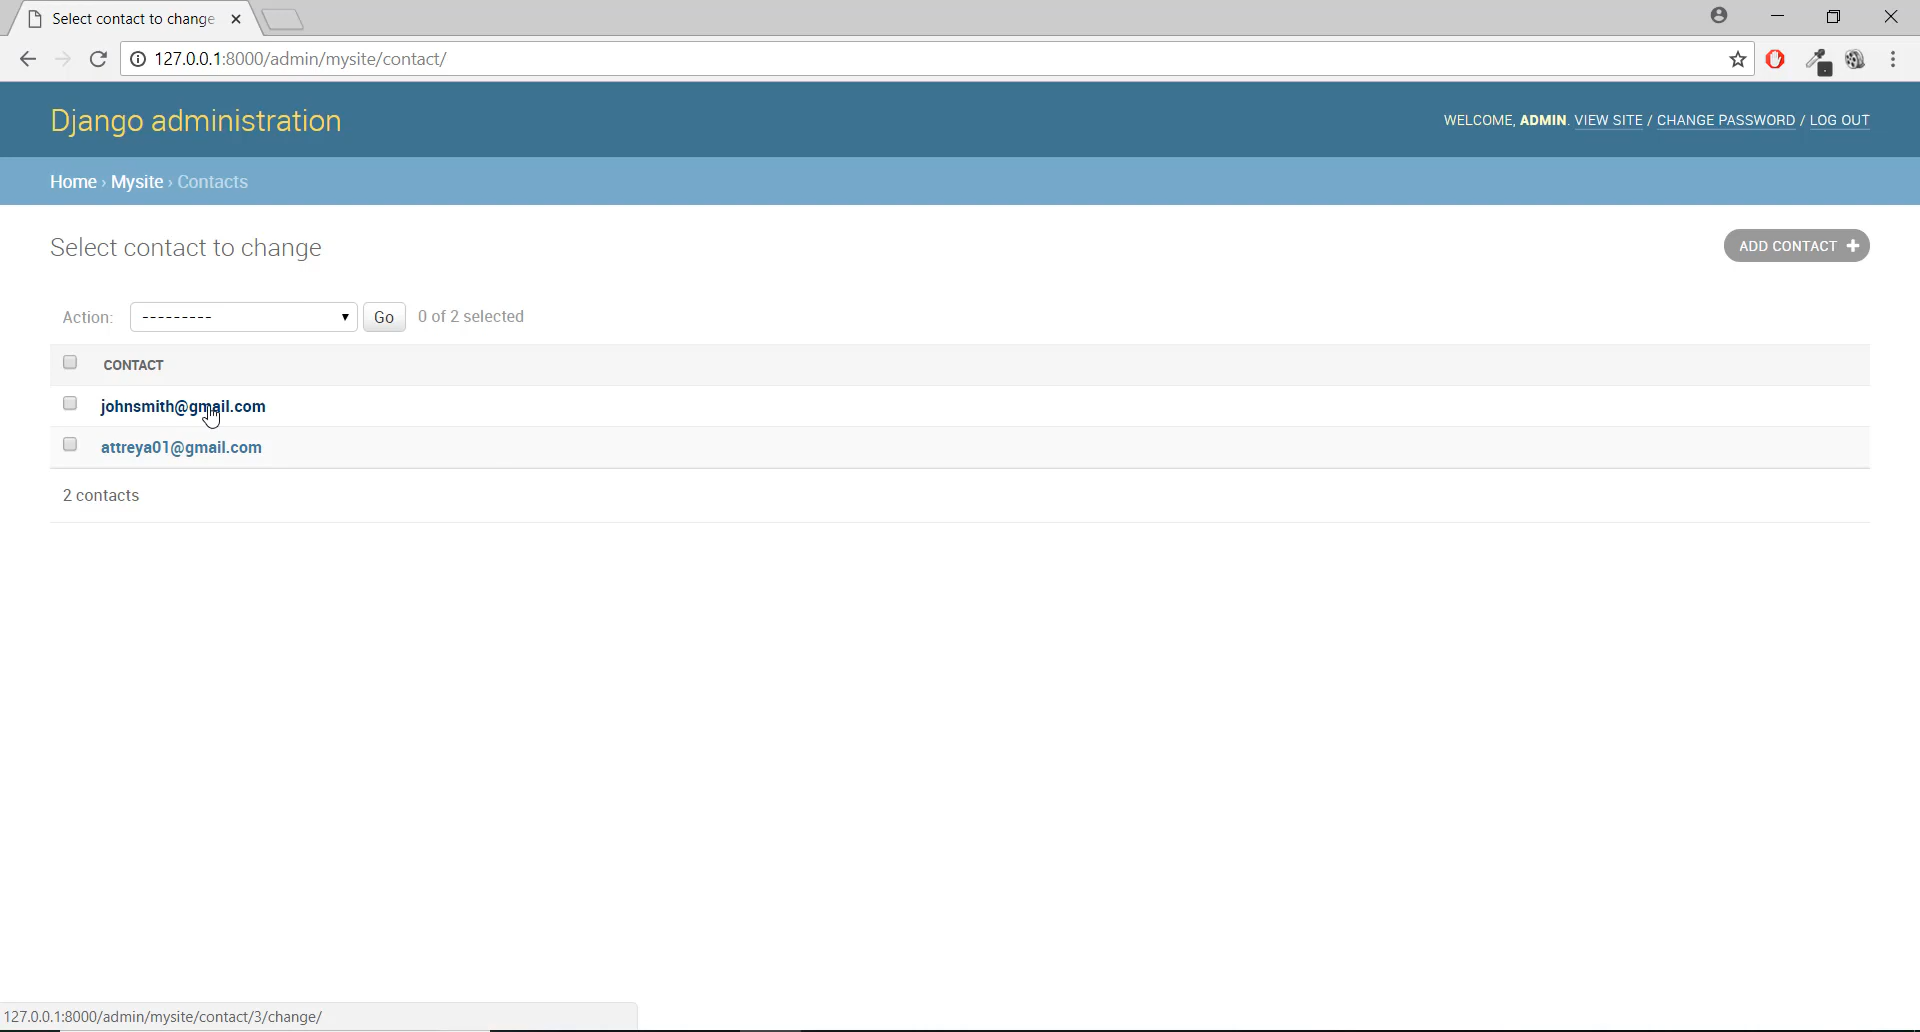 Select contact to change
127.0.0.1:8000/admin/mysite/contact/
Django administration
WELCOME, ADMIN. VIEW SITE / CHANGE PASSWORD / LOG OUT
Home › Mysite › Contacts
Select contact to change
ADD CONTACT +
Action: --------- Go 0 of 2 selected
CONTACT
johnsmith@gmail.com
attreya01@gmail.com
2 contacts
127.0.0.1:8000/admin/mysite/contact/3/change/